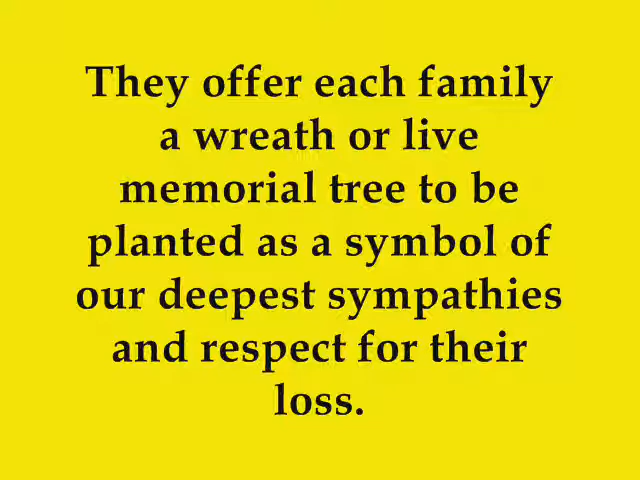 They offer each family
a wreath or live
memorial tree to be
planted as a symbol of
our deepest sympathies
and respect for their
loss.